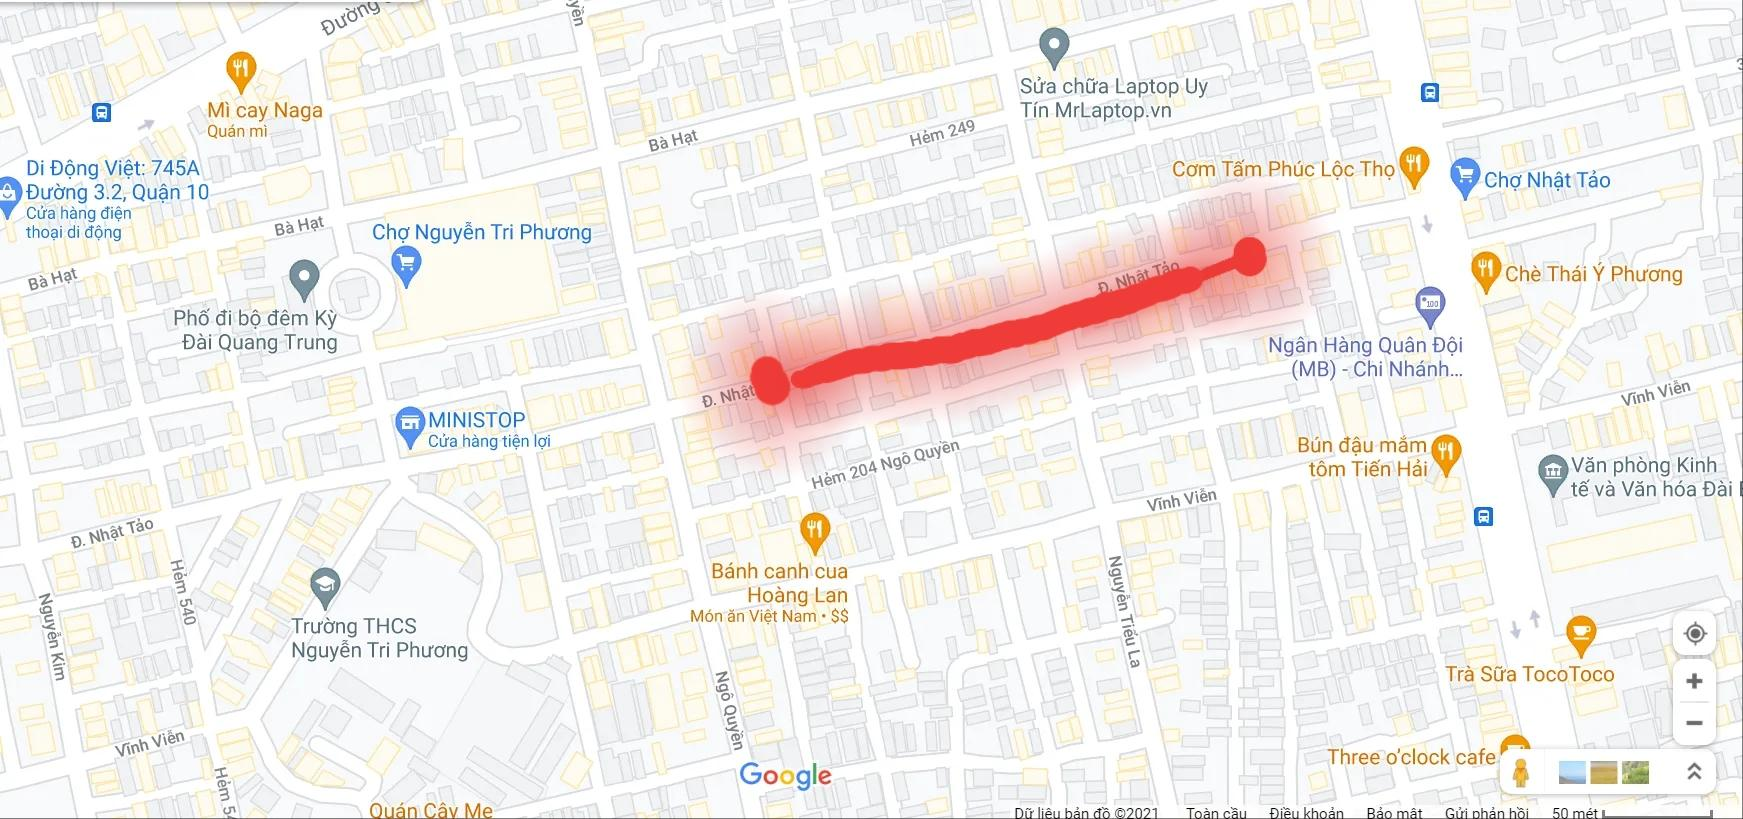 Đường 3
Mì cay Naga
Quán mì
Sửa chữa Laptop Uy
Tín MrLaptop.vn
Bà Hạt
Hẻm 249
Di Động Việt: 745A
Đường 3.2, Quận 10
Cửa hàng điện
thoại di động
Cơm Tấm Phúc Lộc Thọ
Chợ Nhật Tảo
Bà Hạt
Chợ Nguyễn Tri Phương
Bà Hạt
Phố đi bộ đêm Kỳ
Đài Quang Trung
Đ. Nhật Tảo
Chè Thái Ý Phương
100
Ngân Hàng Quân Đội
(MB) - Chi Nhánh...
Đ. Nhật
Vĩnh Viễn
MINISTOP
Cửa hàng tiện lợi
Hẻm 204 Ngô Quyền
Bún đậu mắm
tôm Tiến Hải
Văn phòng Kinh
tế và Văn hóa Đài
Vĩnh Viễn
Đ. Nhật Tảo
Hẻm 540
Nguyễn Kim
Trường THCS
Nguyễn Tri Phương
Bánh canh cua
Hoàng Lan
Món ăn Việt Nam • $$
Nguyễn Tiểu La
Trà Sữa TocoToco
Ngô Quyền
Vĩnh Viễn
Hẻm 54
Google
Three o'clock cafe
Quán Cây Me
Dữ liệu bản đồ ©2021 Toàn cầu Điều khoản Bảo mật Gửi phản hồi 50 mét